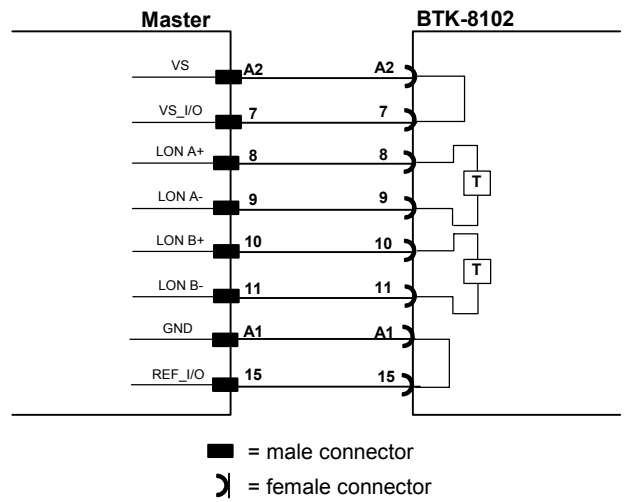 Master BTK-8102
VS A2 A2
VS_I/O 7 7
LON A+ 8 8
T
LON A- 9 9
LON B+ 10 10
T
LON B- 11 11
GND A1 A1
REF_I/O 15 15
= male connector
= female connector